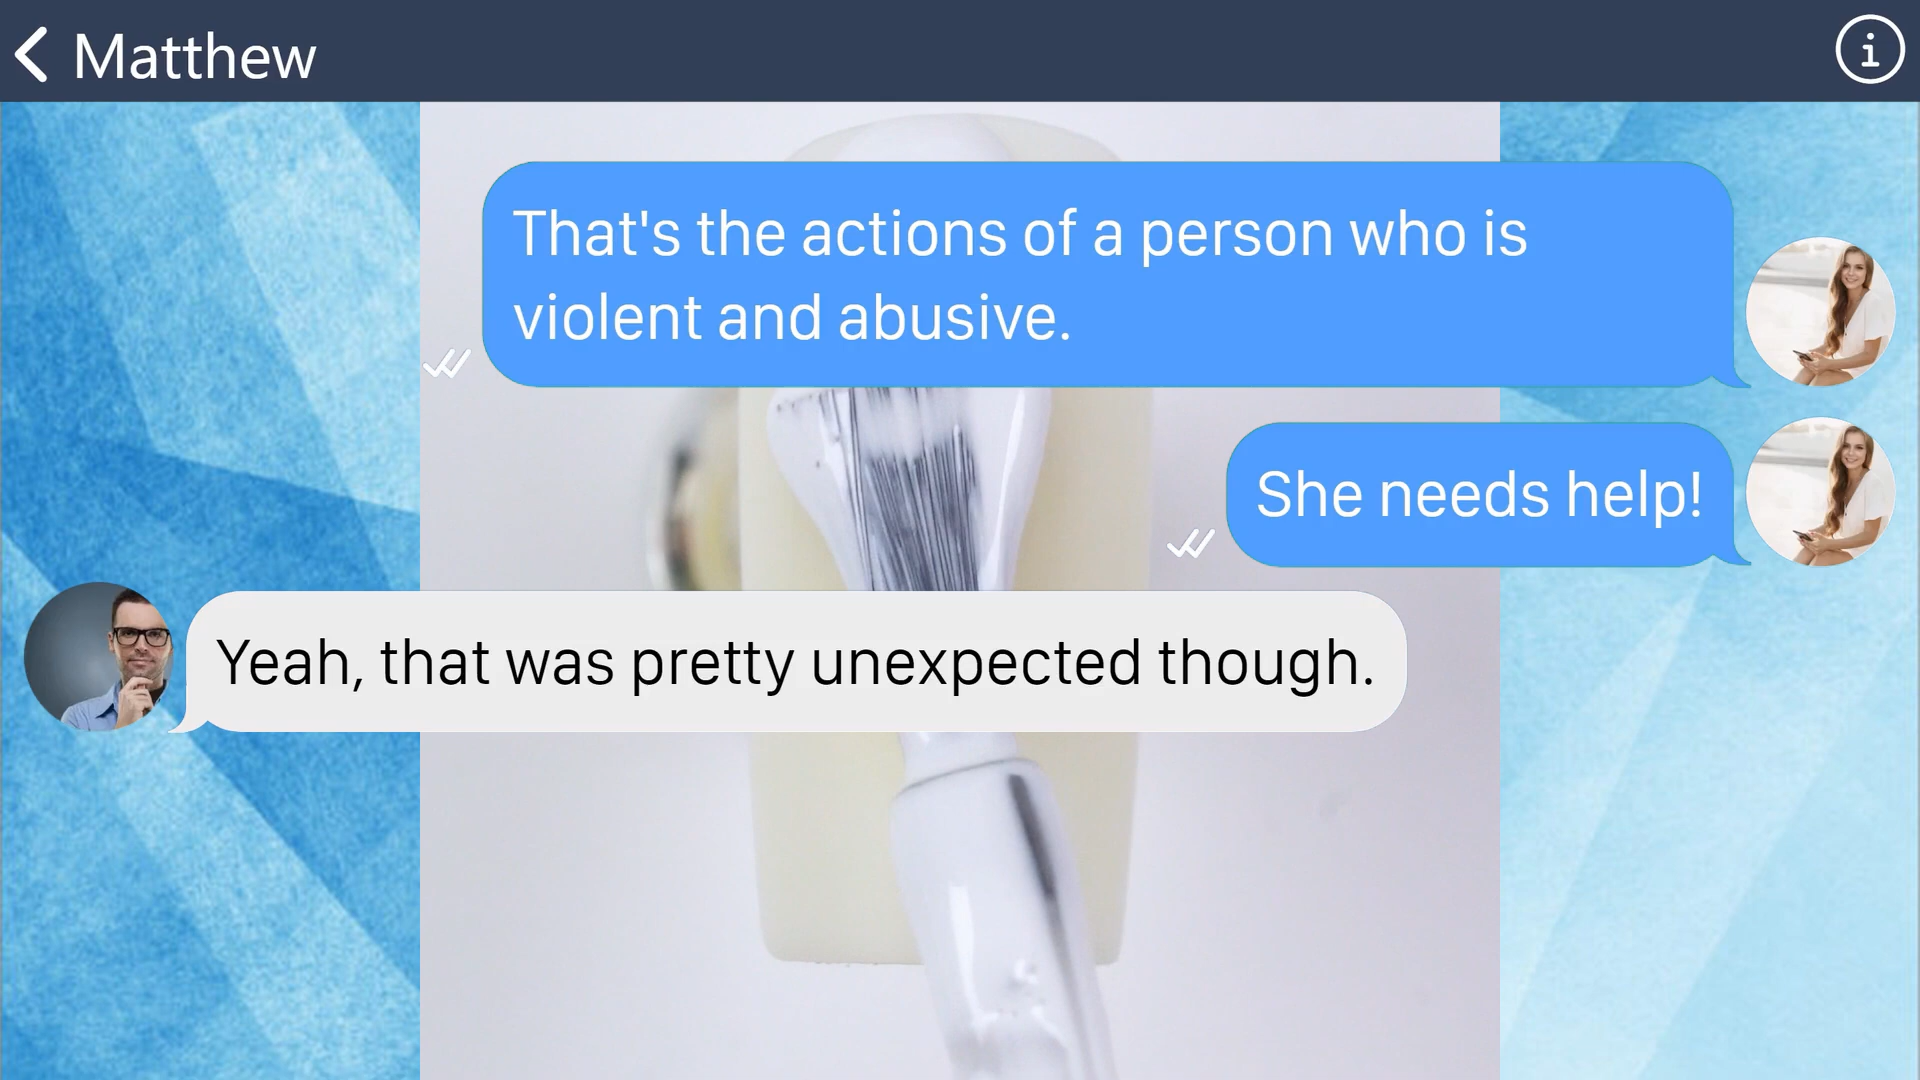 Matthew
That's the actions of a person who is
violent and abusive.
She needs help!
Yeah, that was pretty unexpected though.